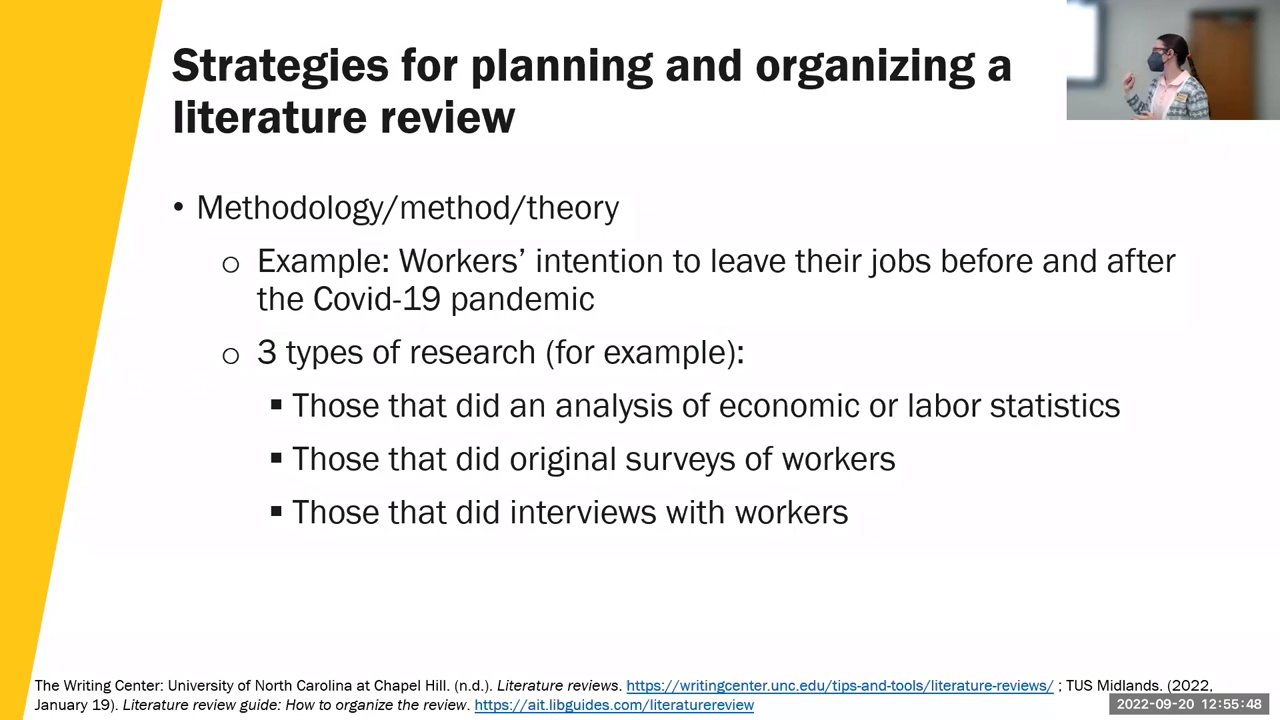 Strategies for planning and organizing a
literature review
• Methodology/method/theory
o Example: Workers’ intention to leave their jobs before and after
the Covid-19 pandemic
o 3 types of research (for example):
▪ Those that did an analysis of economic or labor statistics
▪ Those that did original surveys of workers
▪ Those that did interviews with workers
The Writing Center: University of North Carolina at Chapel Hill. (n.d.). Literature reviews. https://writingcenter.unc.edu/tips-and-tools/literature-reviews/ ; TUS Midlands. (2022,
January 19). Literature review guide: How to organize the review. https://ait.libguides.com/literaturereview
2022-09-20 12:55:48